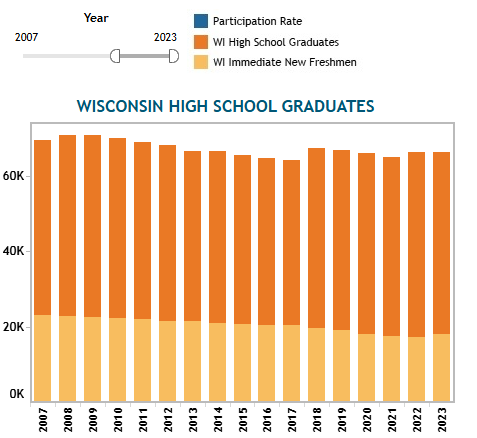 Year
2007 2023
Participation Rate
WI High School Graduates
WI Immediate New Freshmen
WISCONSIN HIGH SCHOOL GRADUATES
60K
40K
20K
0K
2007 2008 2009 2010 2011 2012 2013 2014 2015 2016 2017 2018 2019 2020 2021 2022 2023